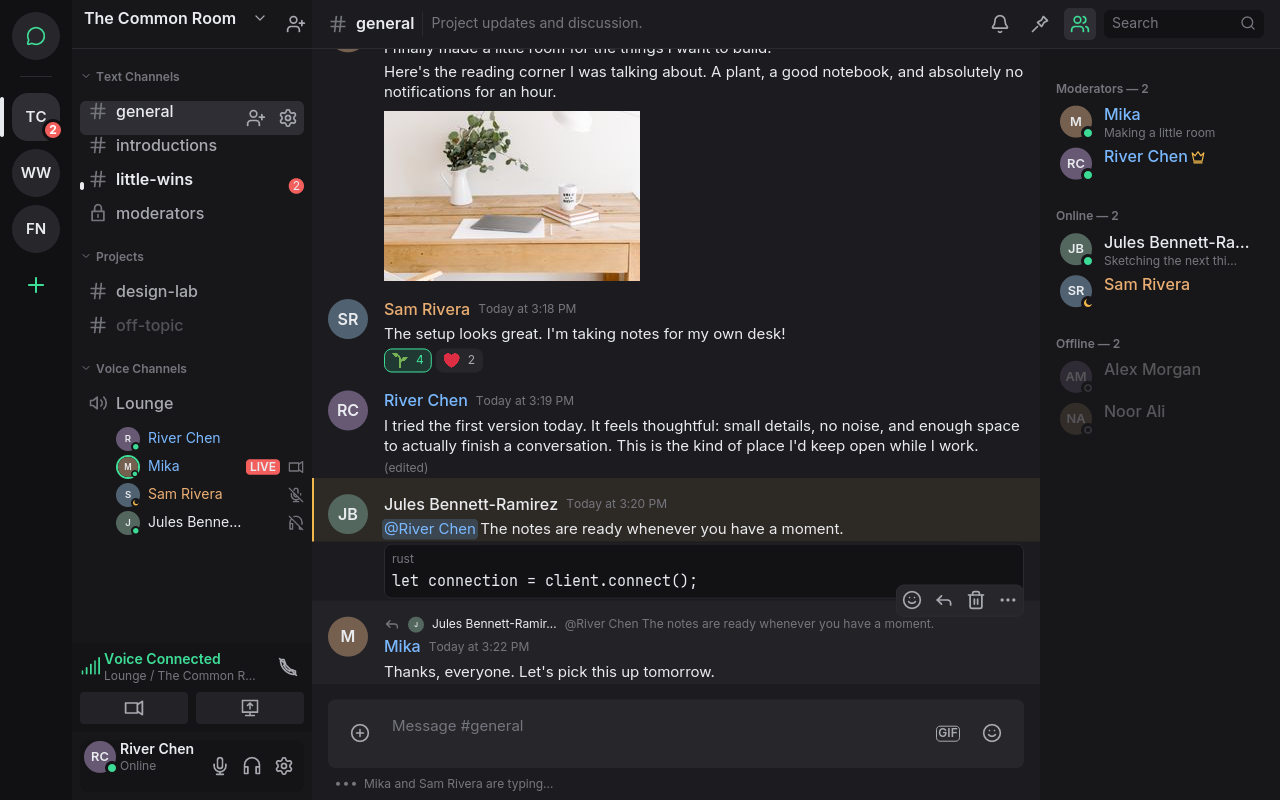 The Common Room
# general
Project updates and discussion.
Search
TC
2
WW
FN
Text Channels
# general
# introductions
# little-wins
2
moderators
Projects
# design-lab
# off-topic
Voice Channels
Lounge
R
River Chen
M
Mika
LIVE
S
Sam Rivera
J
Jules Benne...
Voice Connected
Lounge / The Common R...
RC
River Chen
Online
I finally made a little room for the things I want to build.
Here's the reading corner I was talking about. A plant, a good notebook, and absolutely no
notifications for an hour.
SR
Sam Rivera Today at 3:18 PM
The setup looks great. I'm taking notes for my own desk!
4
2
RC
River Chen Today at 3:19 PM
I tried the first version today. It feels thoughtful: small details, no noise, and enough space
to actually finish a conversation. This is the kind of place I'd keep open while I work.
(edited)
JB
Jules Bennett-Ramirez Today at 3:20 PM
@River Chen The notes are ready whenever you have a moment.
rust
let connection = client.connect();
J
Jules Bennett-Ramir... @River Chen The notes are ready whenever you have a moment.
M
Mika Today at 3:22 PM
Thanks, everyone. Let's pick this up tomorrow.
Message #general
GIF
Mika and Sam Rivera are typing...
Moderators — 2
M
Mika
Making a little room
RC
River Chen
Online — 2
JB
Jules Bennett-Ra...
Sketching the next thi...
SR
Sam Rivera
Offline — 2
AM
Alex Morgan
NA
Noor Ali